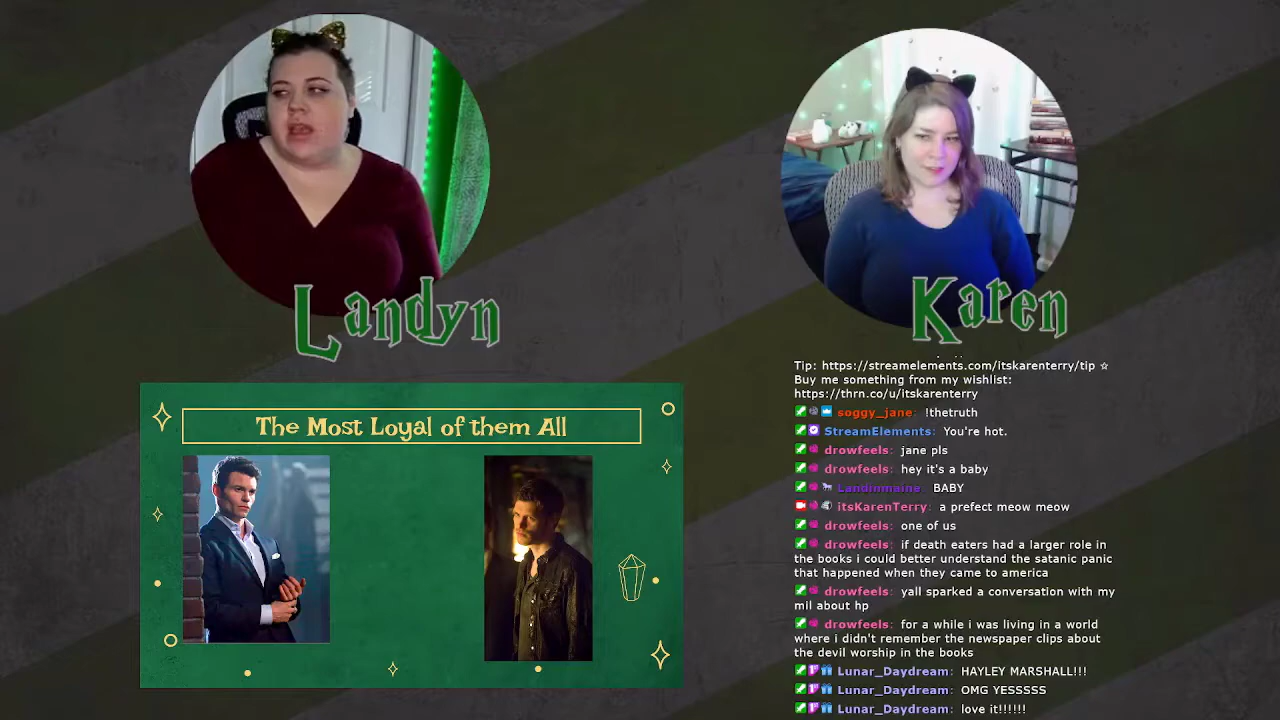 Landyn
Karen
The Most Loyal of them All
Tip: https://streamelements.com/itskarenterry/tip ☆
Buy me something from my wishlist:
https://thrn.co/u/itskarenterry
soggy_jane: !thetruth
StreamElements: You're hot.
drowfeels: jane pls
drowfeels: hey it's a baby
Landinmaine: BABY
itsKarenTerry: a prefect meow meow
drowfeels: one of us
drowfeels: if death eaters had a larger role in
the books i could better understand the satanic panic
that happened when they came to america
drowfeels: yall sparked a conversation with my
mil about hp
drowfeels: for a while i was living in a world
where i didn't remember the newspaper clips about
the devil worship in the books
Lunar_Daydream: HAYLEY MARSHALL!!!
Lunar_Daydream: OMG YESSSSS
Lunar_Daydream: love it!!!!!!